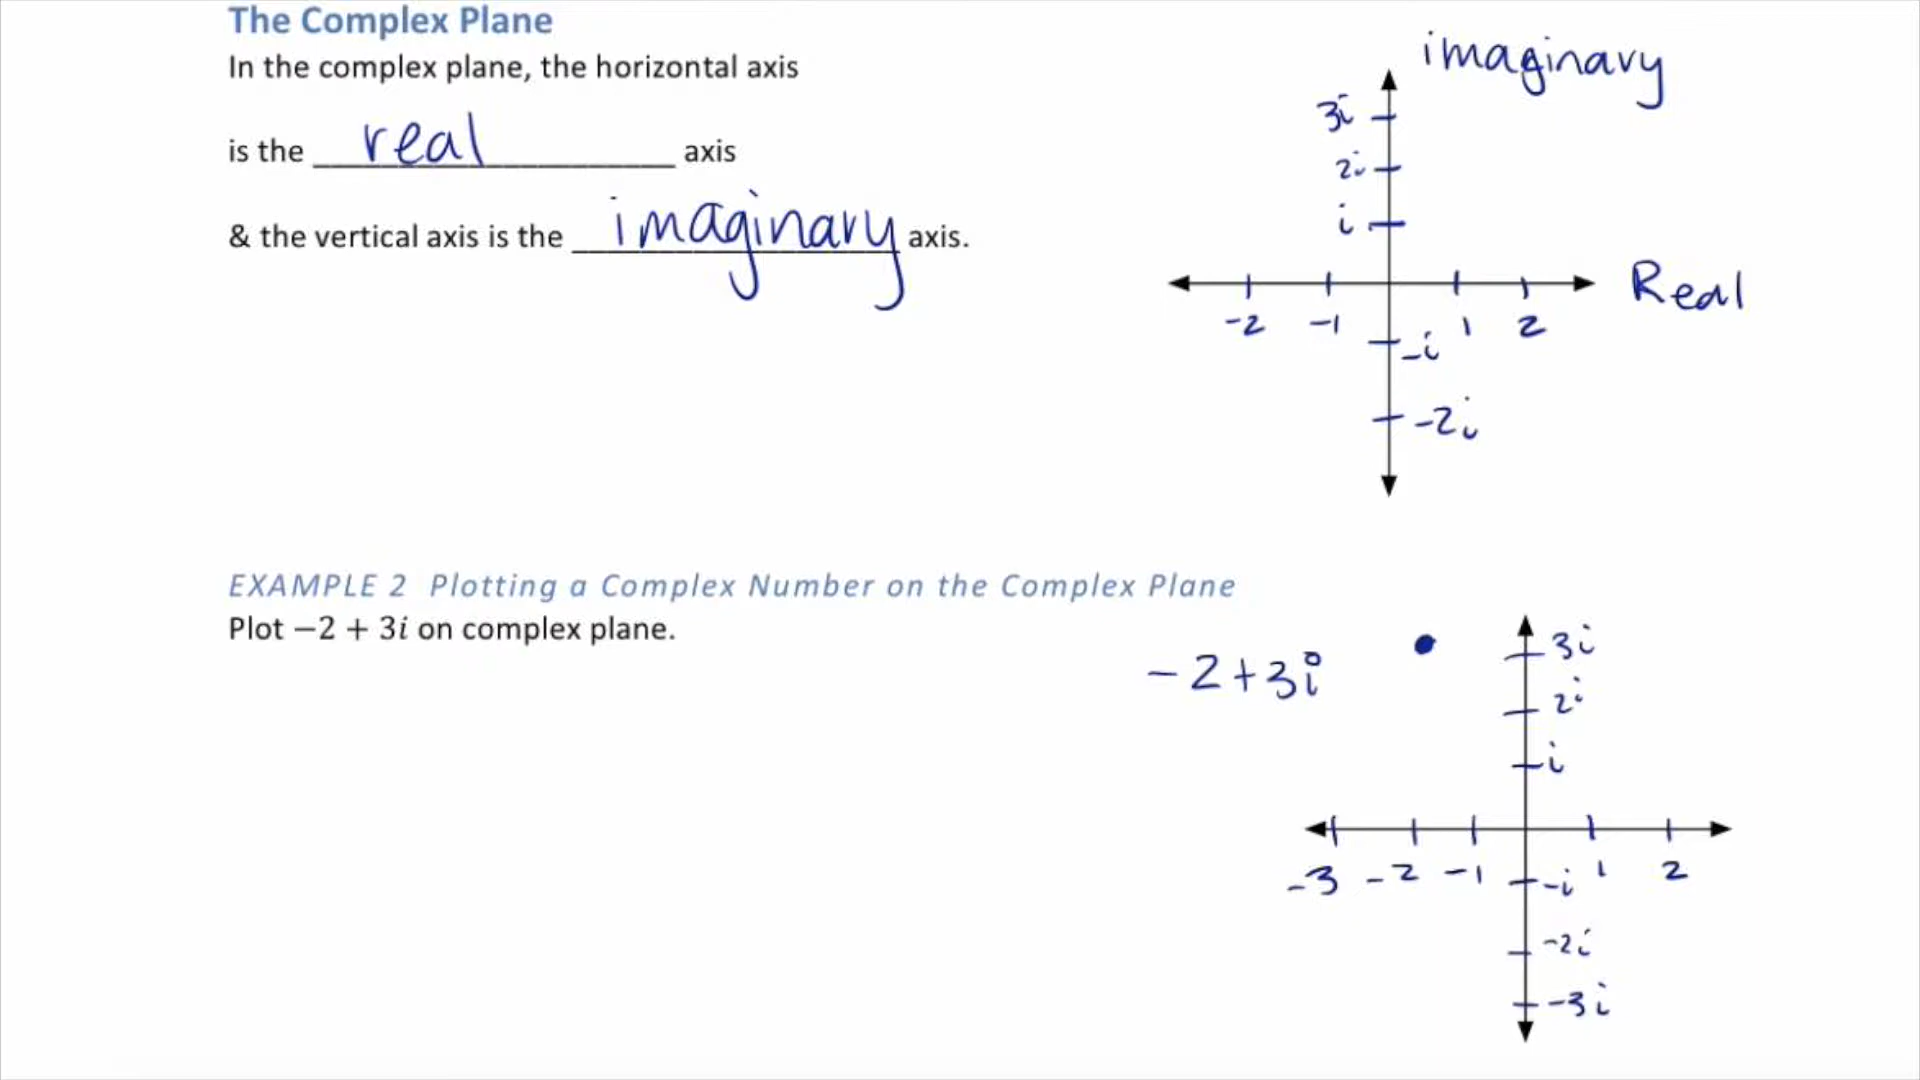 The Complex Plane
In the complex plane, the horizontal axis
is the real axis
& the vertical axis is the imaginary axis.
imaginary
3i
2i
i
Real
-2 -1 1 2
-i
-2i
EXAMPLE 2 Plotting a Complex Number on the Complex Plane
Plot −2 + 3i on complex plane.
-2+3i
3i
2i
i
-3 -2 -1 1 2
-i
-2i
-3i